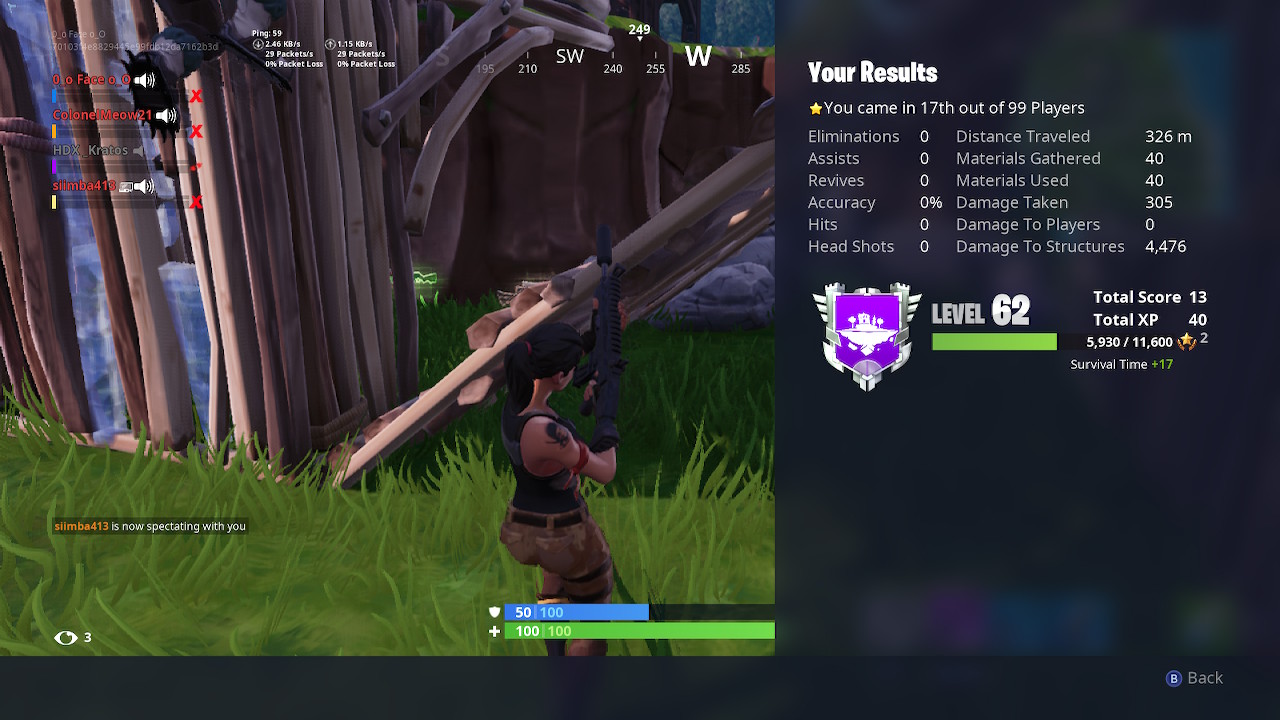 0_o Face o_O
Ping: 59
2.46 KB/s 1.15 KB/s
29 Packets/s 29 Packets/s
0% Packet Loss 0% Packet Loss
249
S 195 210 SW 240 255 W 285
0_o Face o_O
ColonelMeow21
HDX_Kratos
siimba413
siimba413 is now spectating with you
3
50 | 100
100 | 100
Your Results
You came in 17th out of 99 Players
Eliminations 0 Distance Traveled 326 m
Assists 0 Materials Gathered 40
Revives 0 Materials Used 40
Accuracy 0% Damage Taken 305
Hits 0 Damage To Players 0
Head Shots 0 Damage To Structures 4,476
LEVEL 62
Total Score 13
Total XP 40
5,930 / 11,600 2
Survival Time +17
B Back